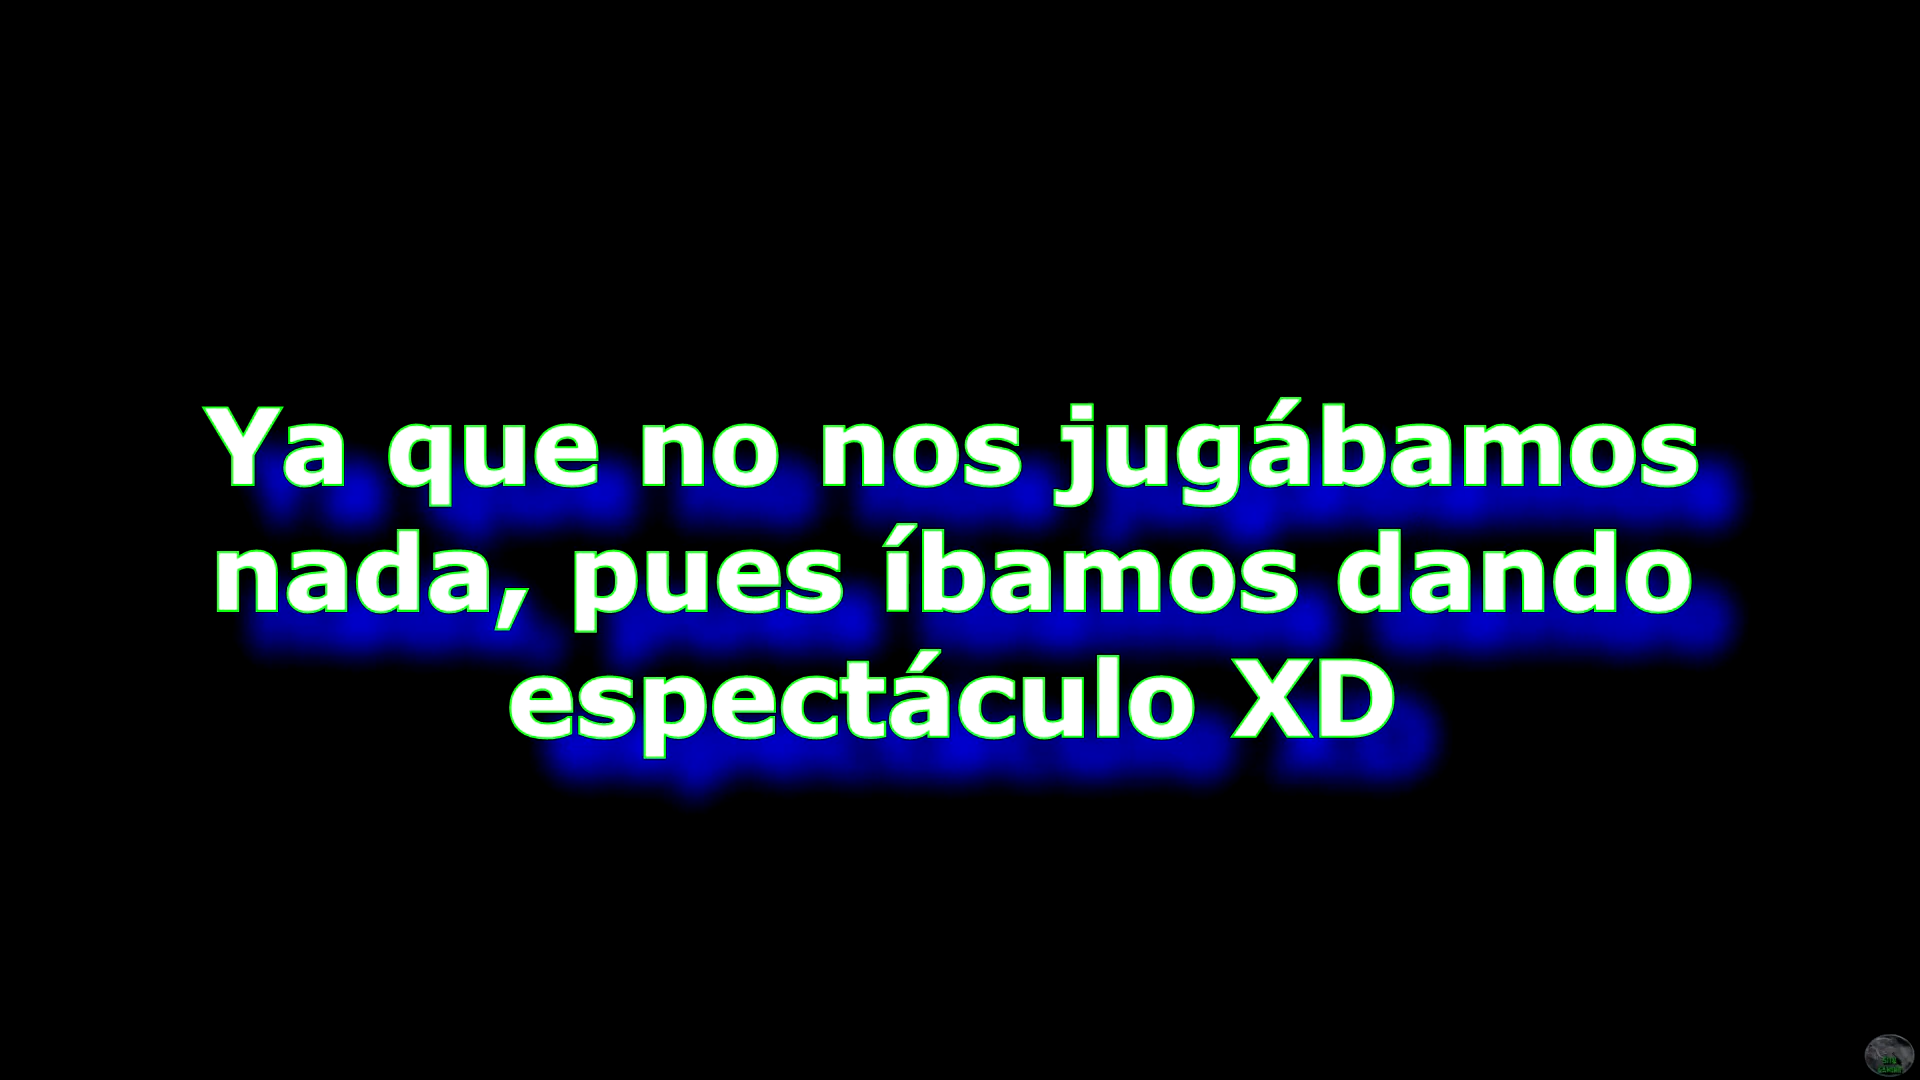 Ya que no nos jugábamos
nada, pues íbamos dando
espectáculo XD